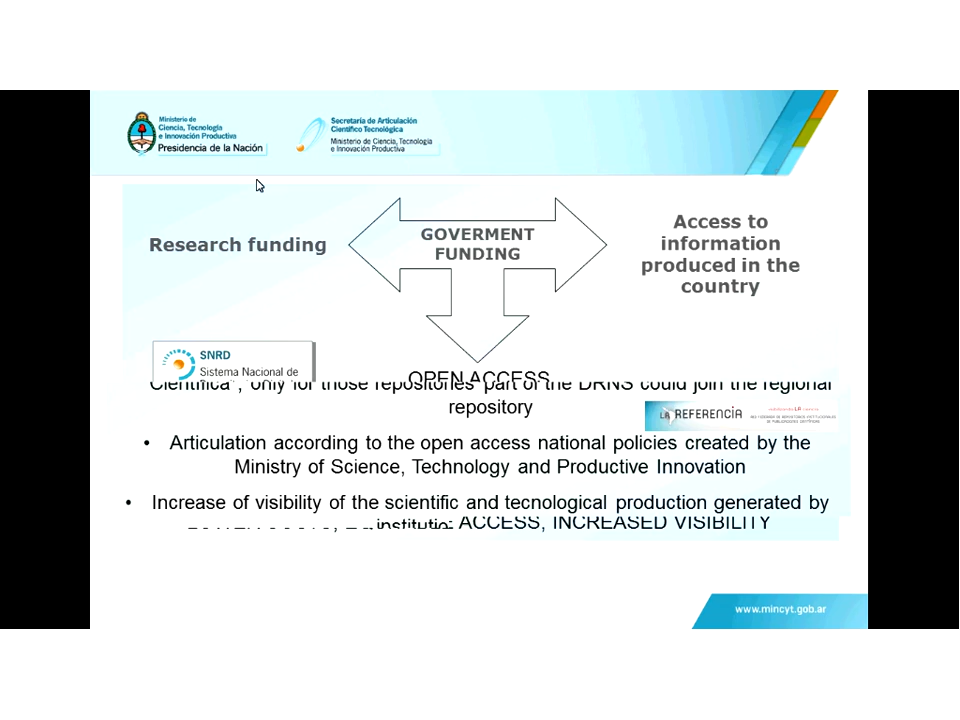 Ministerio de
Ciencia, Tecnología
e Innovación Productiva
Presidencia de la Nación
Secretaría de Articulación
Científico Tecnológica
Ministerio de Ciencia, Tecnología
e Innovación Productiva
Research funding
GOVERMENT
FUNDING
Access to
information
produced in the
country
SNRD
Sistema Nacional de
OPEN ACCESS
Científica", only for those repositories part of the DRNS could join the regional
repository
LA REFERENCIA
• Articulation according to the open access national policies created by the
Ministry of Science, Technology and Productive Innovation
• Increase of visibility of the scientific and tecnological production generated by
ACCESS, INCREASED VISIBILITY
www.mincyt.gob.ar